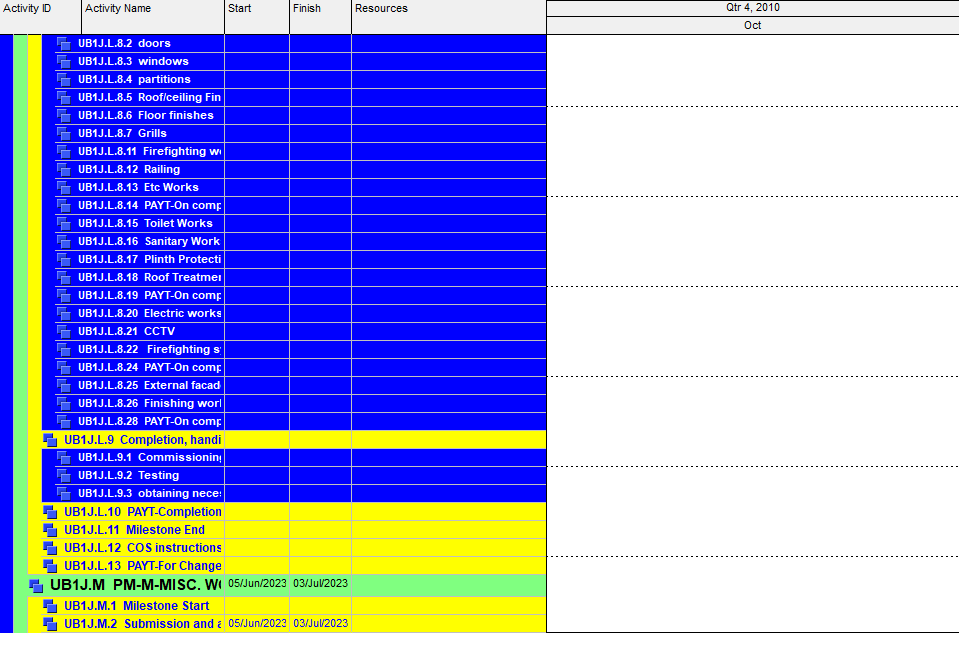 Activity ID Activity Name Start Finish Resources Qtr 4, 2010
Oct
UB1J.L.8.2 doors
UB1J.L.8.3 windows
UB1J.L.8.4 partitions
UB1J.L.8.5 Roof/ceiling Fin
UB1J.L.8.6 Floor finishes
UB1J.L.8.7 Grills
UB1J.L.8.11 Firefighting w
UB1J.L.8.12 Railing
UB1J.L.8.13 Etc Works
UB1J.L.8.14 PAYT-On comp
UB1J.L.8.15 Toilet Works
UB1J.L.8.16 Sanitary Work
UB1J.L.8.17 Plinth Protecti
UB1J.L.8.18 Roof Treatmer
UB1J.L.8.19 PAYT-On comp
UB1J.L.8.20 Electric works
UB1J.L.8.21 CCTV
UB1J.L.8.22 Firefighting s
UB1J.L.8.24 PAYT-On comp
UB1J.L.8.25 External facad
UB1J.L.8.26 Finishing wor
UB1J.L.8.28 PAYT-On comp
UB1J.L.9 Completion, handi
UB1J.L.9.1 Commissioning
UB1J.L.9.2 Testing
UB1J.L.9.3 obtaining nece
UB1J.L.10 PAYT-Completion
UB1J.L.11 Milestone End
UB1J.L.12 COS instructions
UB1J.L.13 PAYT-For Change
UB1J.M PM-M-MISC. W 05/Jun/2023 03/Jul/2023
UB1J.M.1 Milestone Start
UB1J.M.2 Submission and a 05/Jun/2023 03/Jul/2023